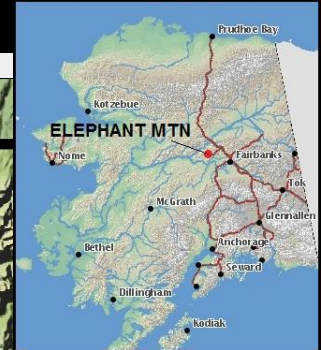 Prudhoe Bay
Kotzebue
ELEPHANT MTN
Nome
Fairbanks
Tok
McGrath
Glennallen
Bethel
Anchorage
Seward
Dillingham
Kodiak